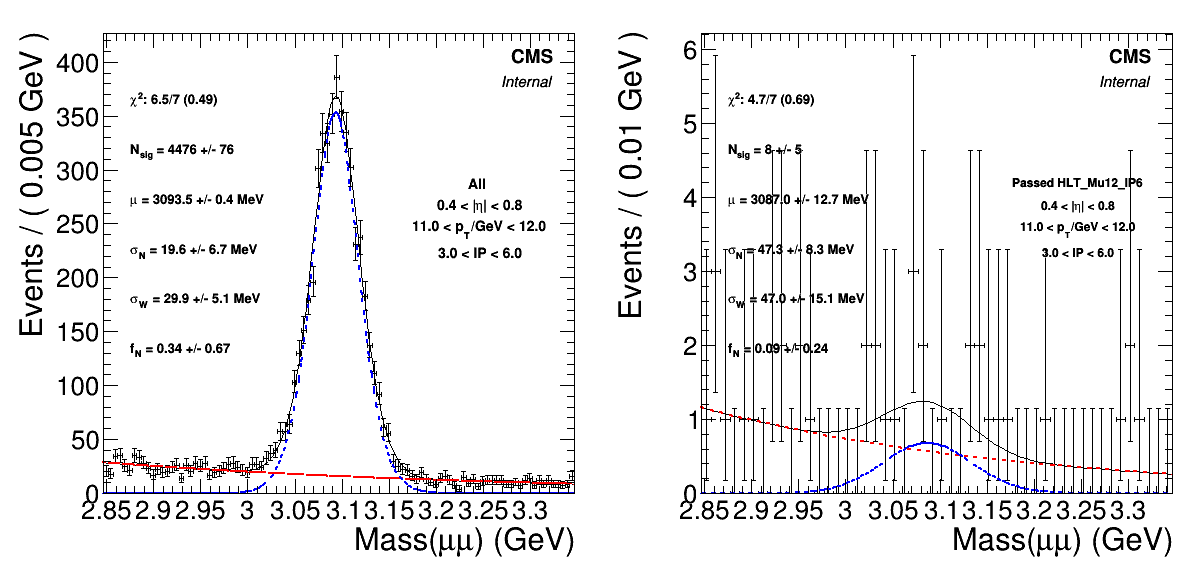 CMS
Internal
χ²: 6.5/7 (0.49)
N_sig = 4476 +/- 76
μ = 3093.5 +/- 0.4 MeV
σ_N = 19.6 +/- 6.7 MeV
σ_W = 29.9 +/- 5.1 MeV
f_N = 0.34 +/- 0.67
All
0.4 < |η| < 0.8
11.0 < p_T/GeV < 12.0
3.0 < IP < 6.0
Events / ( 0.005 GeV )
400
350
300
250
200
150
100
50
0
2.85 2.9 2.95 3 3.05 3.1 3.15 3.2 3.25 3.3
Mass(μμ) (GeV)
CMS
Internal
χ²: 4.7/7 (0.69)
N_sig = 8 +/- 5
μ = 3087.0 +/- 12.7 MeV
σ_N = 47.3 +/- 8.3 MeV
σ_W = 47.0 +/- 15.1 MeV
f_N = 0.09 +/- 0.24
Passed HLT_Mu12_IP6
0.4 < |η| < 0.8
11.0 < p_T/GeV < 12.0
3.0 < IP < 6.0
Events / ( 0.01 GeV )
6
5
4
3
2
1
0
2.85 2.9 2.95 3 3.05 3.1 3.15 3.2 3.25 3.3
Mass(μμ) (GeV)